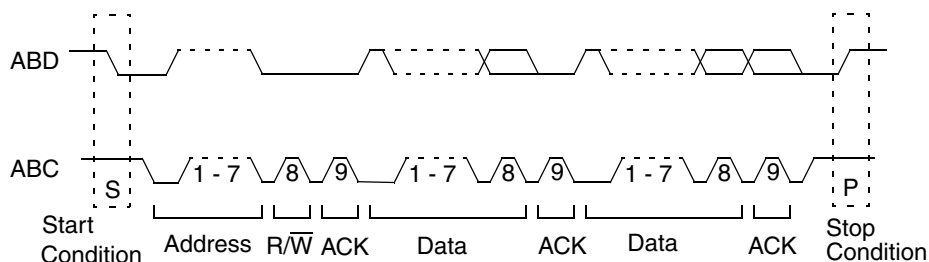 ABD
ABC
1 - 7 8 9 1 - 7 8 9 1 - 7 8 9
S P
Start
Condition
Address R/W̅ ACK Data ACK Data ACK
Stop
Condition